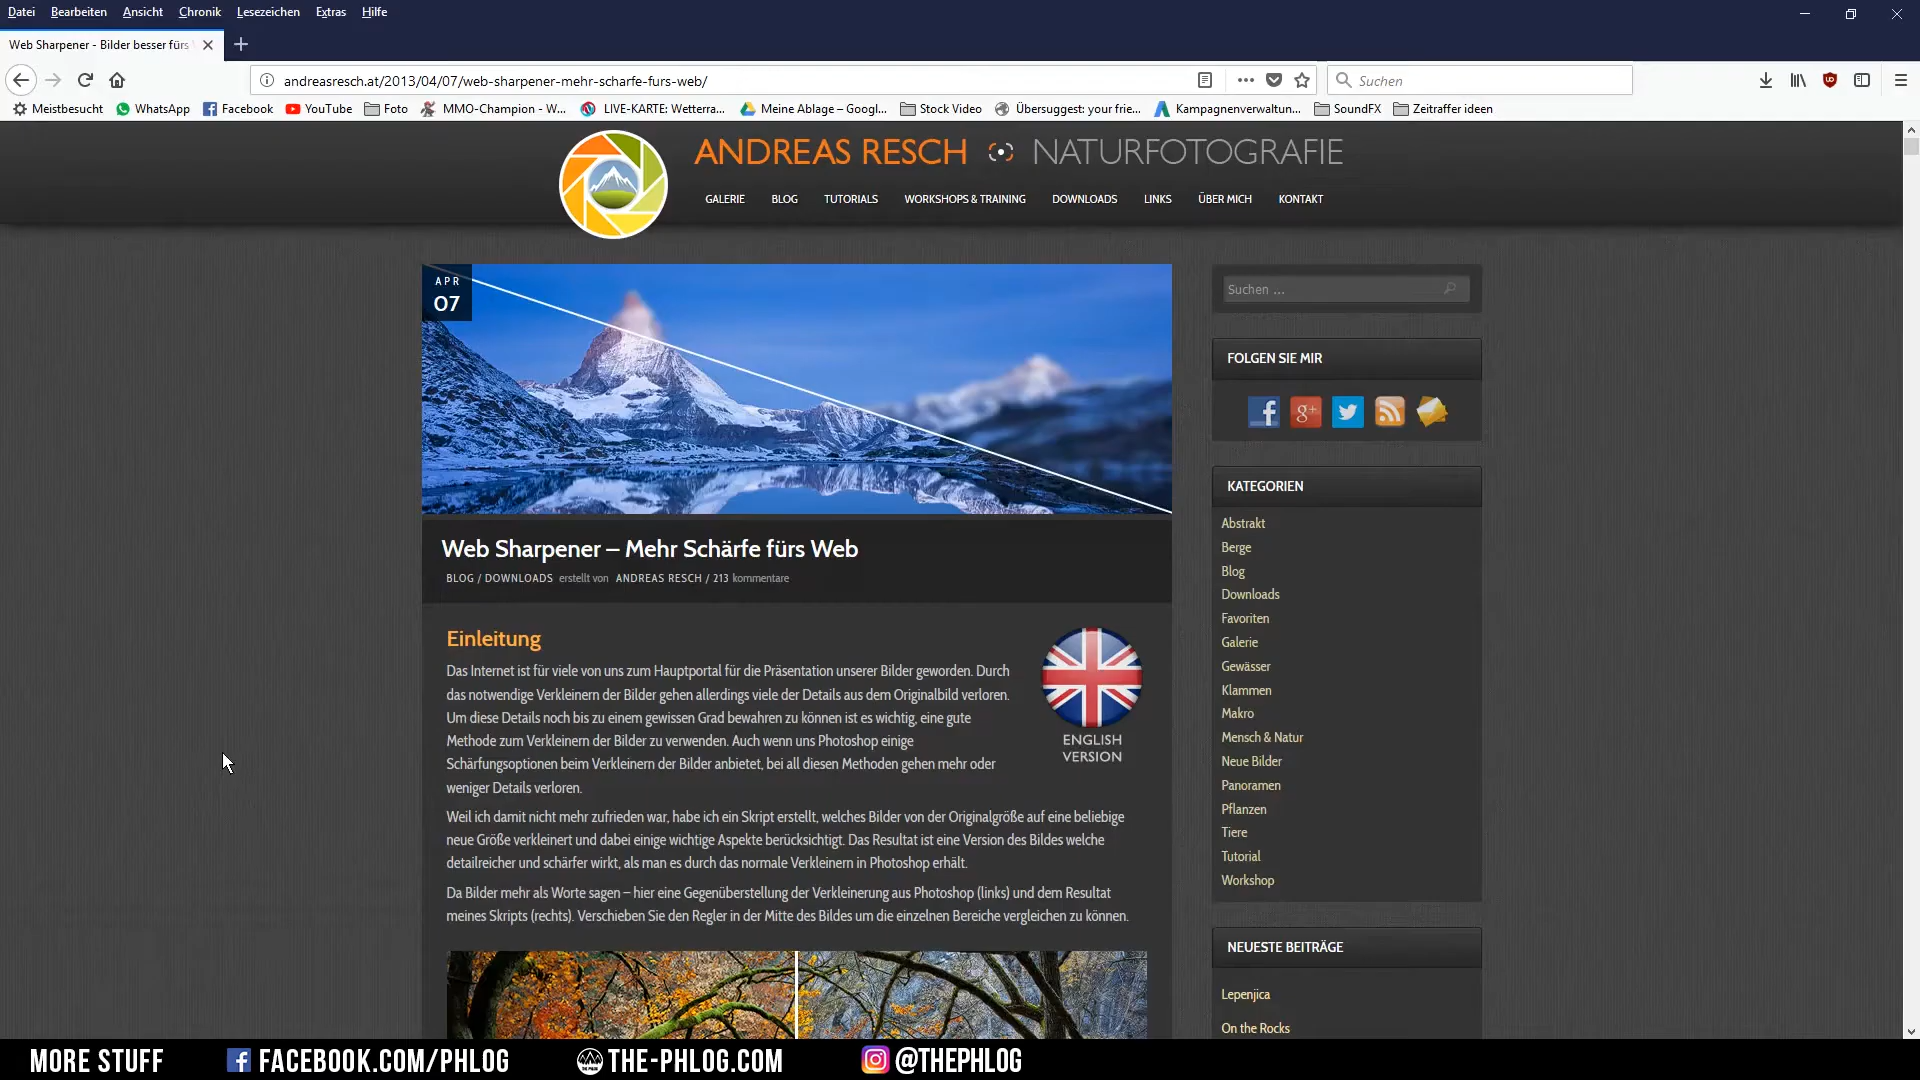 Datei Bearbeiten Ansicht Chronik Lesezeichen Extras Hilfe
Web Sharpener - Bilder besser fürs
andreasresch.at/2013/04/07/web-sharpener-mehr-scharfe-furs-web/
Suchen
Meistbesucht WhatsApp Facebook YouTube Foto MMO-Champion - W... LIVE-KARTE: Wetterra... Meine Ablage – Googl... Stock Video Übersuggest: your frie... Kampagnenverwaltun... SoundFX Zeitraffer ideen
ANDREAS RESCH NATURFOTOGRAFIE
GALERIE BLOG TUTORIALS WORKSHOPS & TRAINING DOWNLOADS LINKS ÜBER MICH KONTAKT
APR
07
Web Sharpener – Mehr Schärfe fürs Web
BLOG / DOWNLOADS erstellt von ANDREAS RESCH / 213 kommentare
Einleitung
Das Internet ist für viele von uns zum Hauptportal für die Präsentation unserer Bilder geworden. Durch
das notwendige Verkleinern der Bilder gehen allerdings viele der Details aus dem Originalbild verloren.
Um diese Details noch bis zu einem gewissen Grad bewahren zu können ist es wichtig, eine gute
Methode zum Verkleinern der Bilder zu verwenden. Auch wenn uns Photoshop einige
Schärfungsoptionen beim Verkleinern der Bilder anbietet, bei all diesen Methoden gehen mehr oder
weniger Details verloren.
ENGLISH
VERSION
Weil ich damit nicht mehr zufrieden war, habe ich ein Skript erstellt, welches Bilder von der Originalgröße auf eine beliebige
neue Größe verkleinert und dabei einige wichtige Aspekte berücksichtigt. Das Resultat ist eine Version des Bildes welche
detailreicher und schärfer wirkt, als man es durch das normale Verkleinern in Photoshop erhält.
Da Bilder mehr als Worte sagen – hier eine Gegenüberstellung der Verkleinerung aus Photoshop (links) und dem Resultat
meines Skripts (rechts). Verschieben Sie den Regler in der Mitte des Bildes um die einzelnen Bereiche vergleichen zu können.
Suchen ...
FOLGEN SIE MIR
KATEGORIEN
Abstrakt
Berge
Blog
Downloads
Favoriten
Galerie
Gewässer
Klammen
Makro
Mensch & Natur
Neue Bilder
Panoramen
Pflanzen
Tiere
Tutorial
Workshop
NEUESTE BEITRÄGE
Lepenjica
On the Rocks
MORE STUFF FACEBOOK.COM/PHLOG THE-PHLOG.COM @THEPHLOG